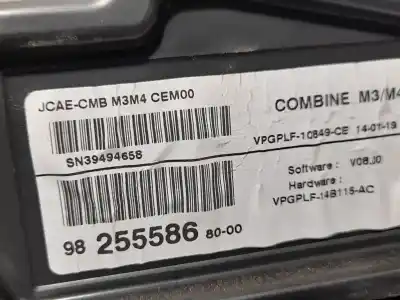 JCAE-CMB M3M4 CEM00
COMBINE M3/M4
SN39494658
VPGPLF-10849-CE 14-01-19
Software: V08.00
Hardware:
VPGPLF-14B115-AC
98 255586 80-00